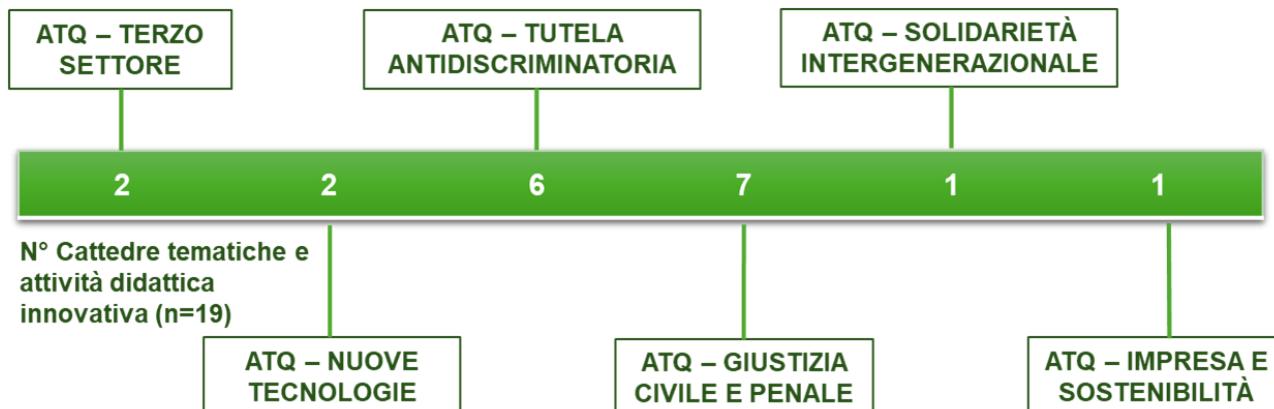 ATQ – TERZO
SETTORE
ATQ – TUTELA
ANTIDISCRIMINATORIA
ATQ – SOLIDARIETÀ
INTERGENERAZIONALE
2 2 6 7 1 1
N° Cattedre tematiche e
attività didattica
innovativa (n=19)
ATQ – NUOVE
TECNOLOGIE
ATQ – GIUSTIZIA
CIVILE E PENALE
ATQ – IMPRESA E
SOSTENIBILITÀ